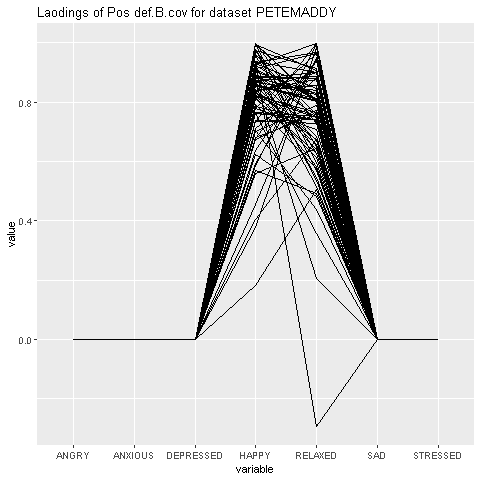 Laodings of Pos def.B.cov for dataset PETEMADDY
0.8
0.4
0.0
value
ANGRY ANXIOUS DEPRESSED HAPPY RELAXED SAD STRESSED
variable